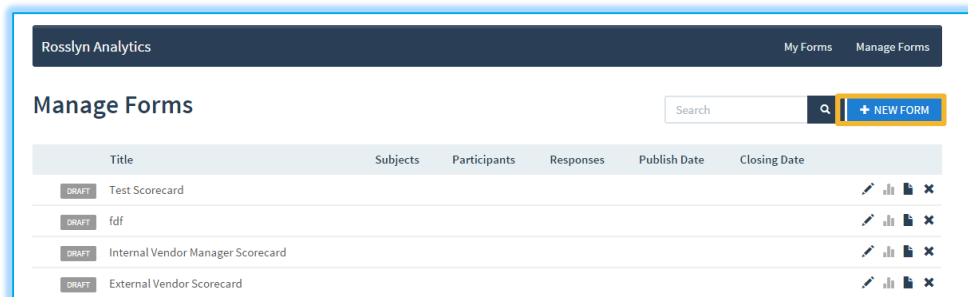 Rosslyn Analytics My Forms Manage Forms
Manage Forms Search + NEW FORM
Title Subjects Participants Responses Publish Date Closing Date
DRAFT Test Scorecard
DRAFT fdf
DRAFT Internal Vendor Manager Scorecard
DRAFT External Vendor Scorecard